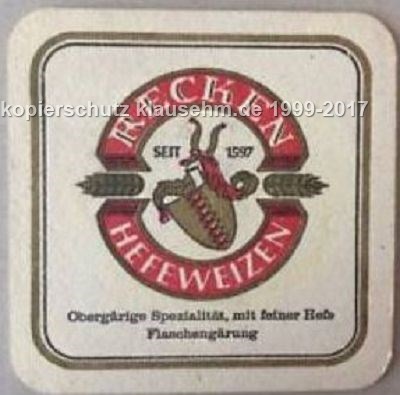 RECKEN
kopierschutz klausehm.de 1999-2017
SEIT 1597
HEFEWEIZEN
Obergärige Spezialität, mit feiner Hefe
Flaschengärung